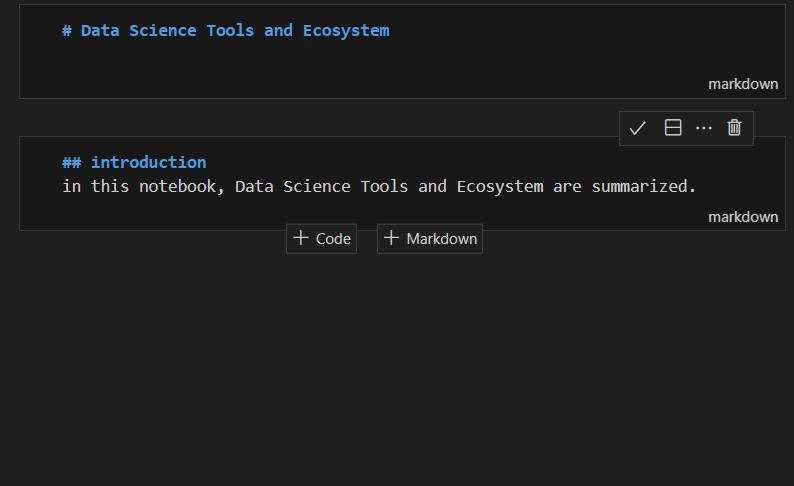 # Data Science Tools and Ecosystem
markdown
## introduction
in this notebook, Data Science Tools and Ecosystem are summarized.
markdown
+ Code + Markdown